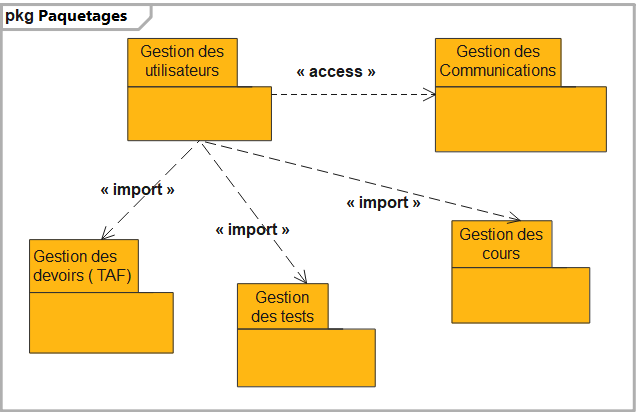 pkg Paquetages
Gestion des
utilisateurs
« access »
Gestion des
Communications
« import »
« import »
« import »
Gestion des
devoirs ( TAF)
Gestion
des tests
Gestion des
cours